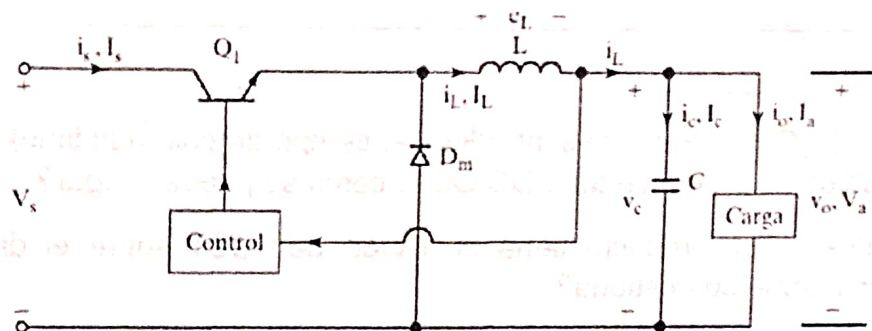 + e_L −
i_s, I_s Q_1 L i_L
+ i_L, I_L + i_c, I_c i_o, I_a +
D_m
V_s v_c C Carga v_o, V_a
Control
− − −